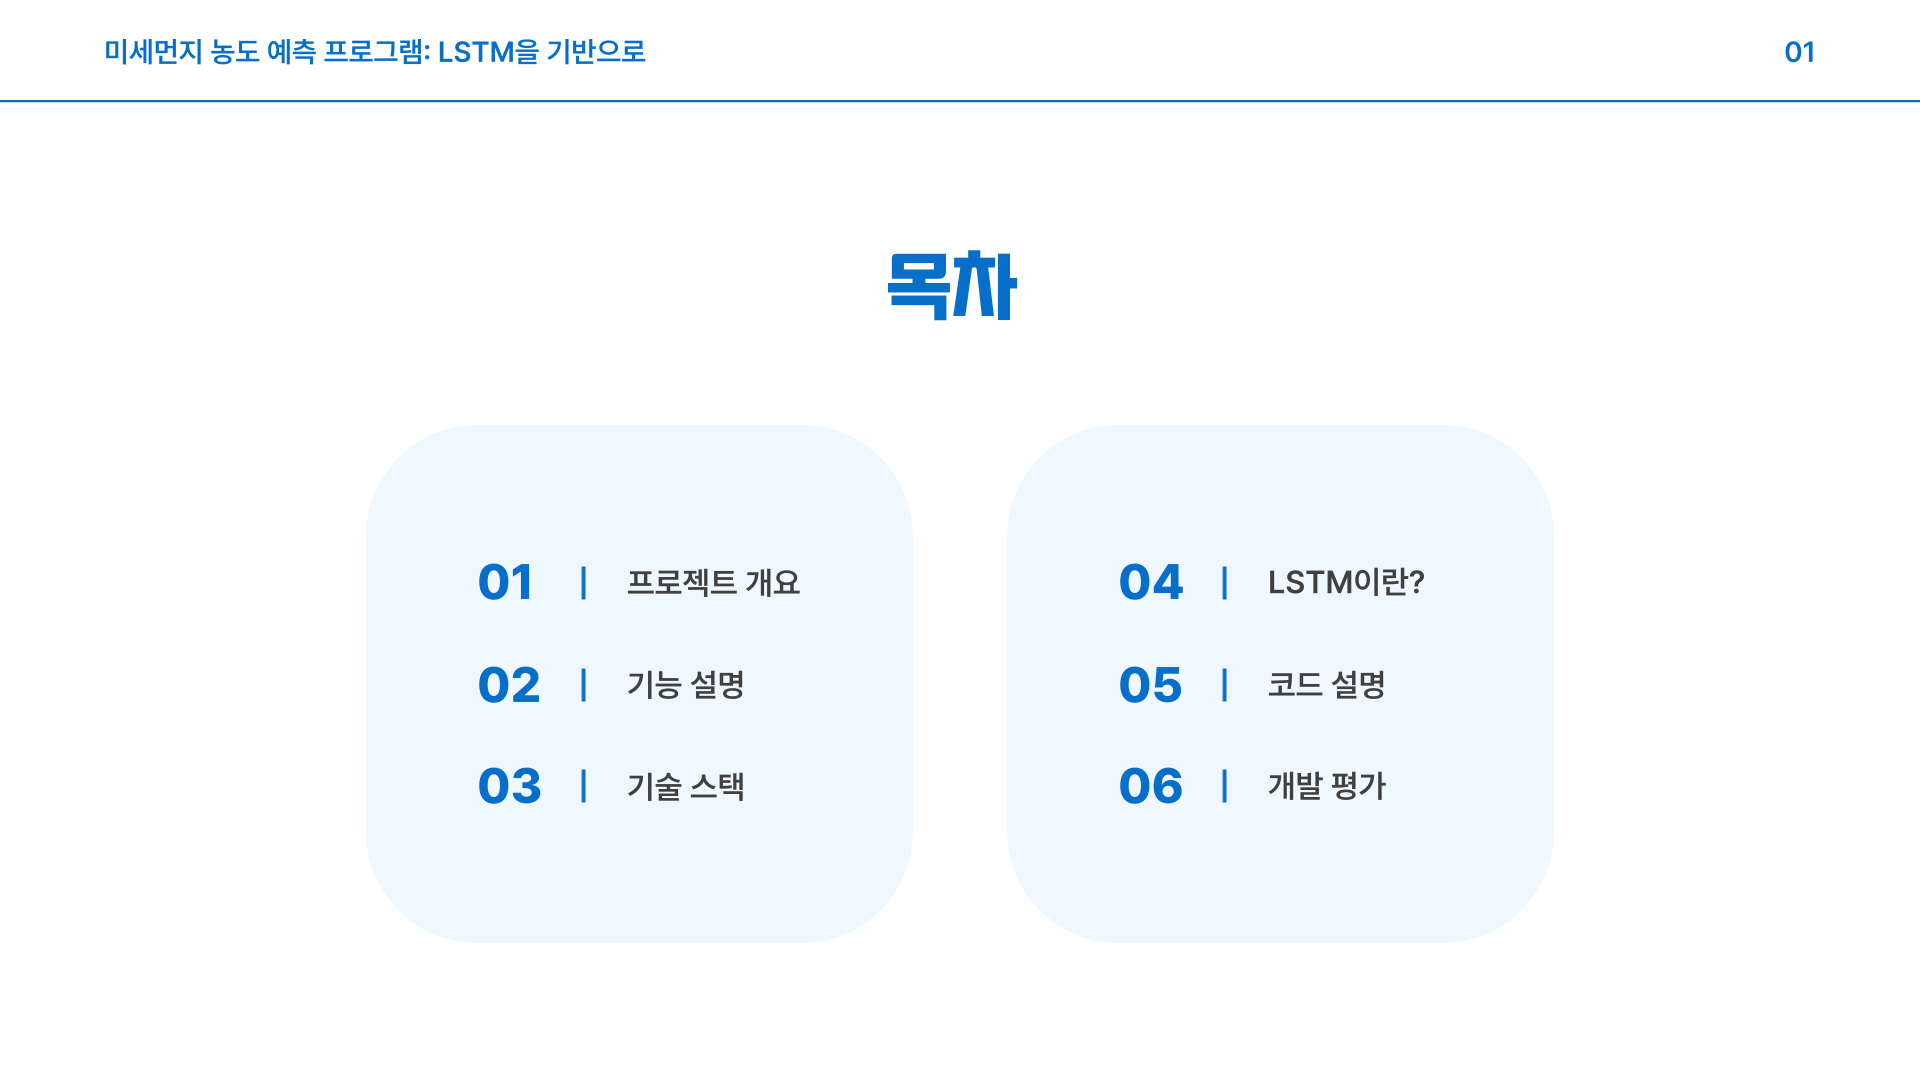 미세먼지 농도 예측 프로그램: LSTM을 기반으로
01
목차
01 | 프로젝트 개요
02 | 기능 설명
03 | 기술 스택
04 | LSTM이란?
05 | 코드 설명
06 | 개발 평가